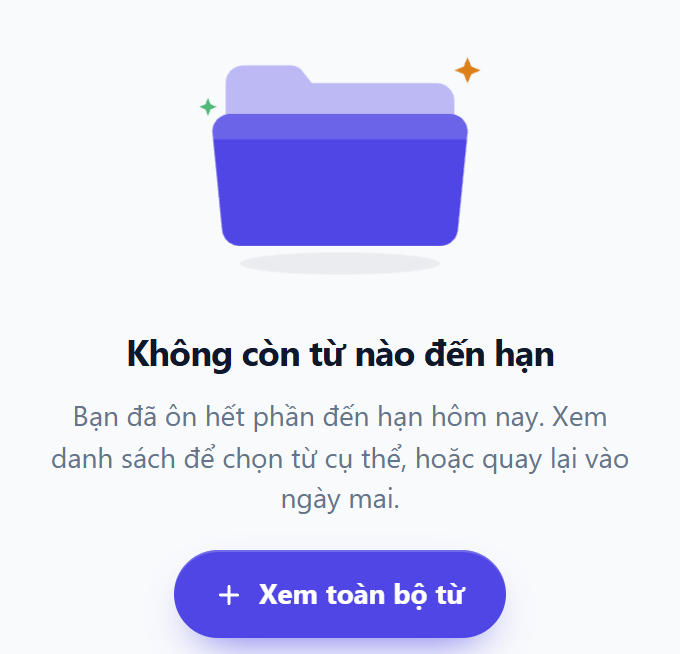 Không còn từ nào đến hạn
Bạn đã ôn hết phần đến hạn hôm nay. Xem
danh sách để chọn từ cụ thể, hoặc quay lại vào
ngày mai.
Xem toàn bộ từ